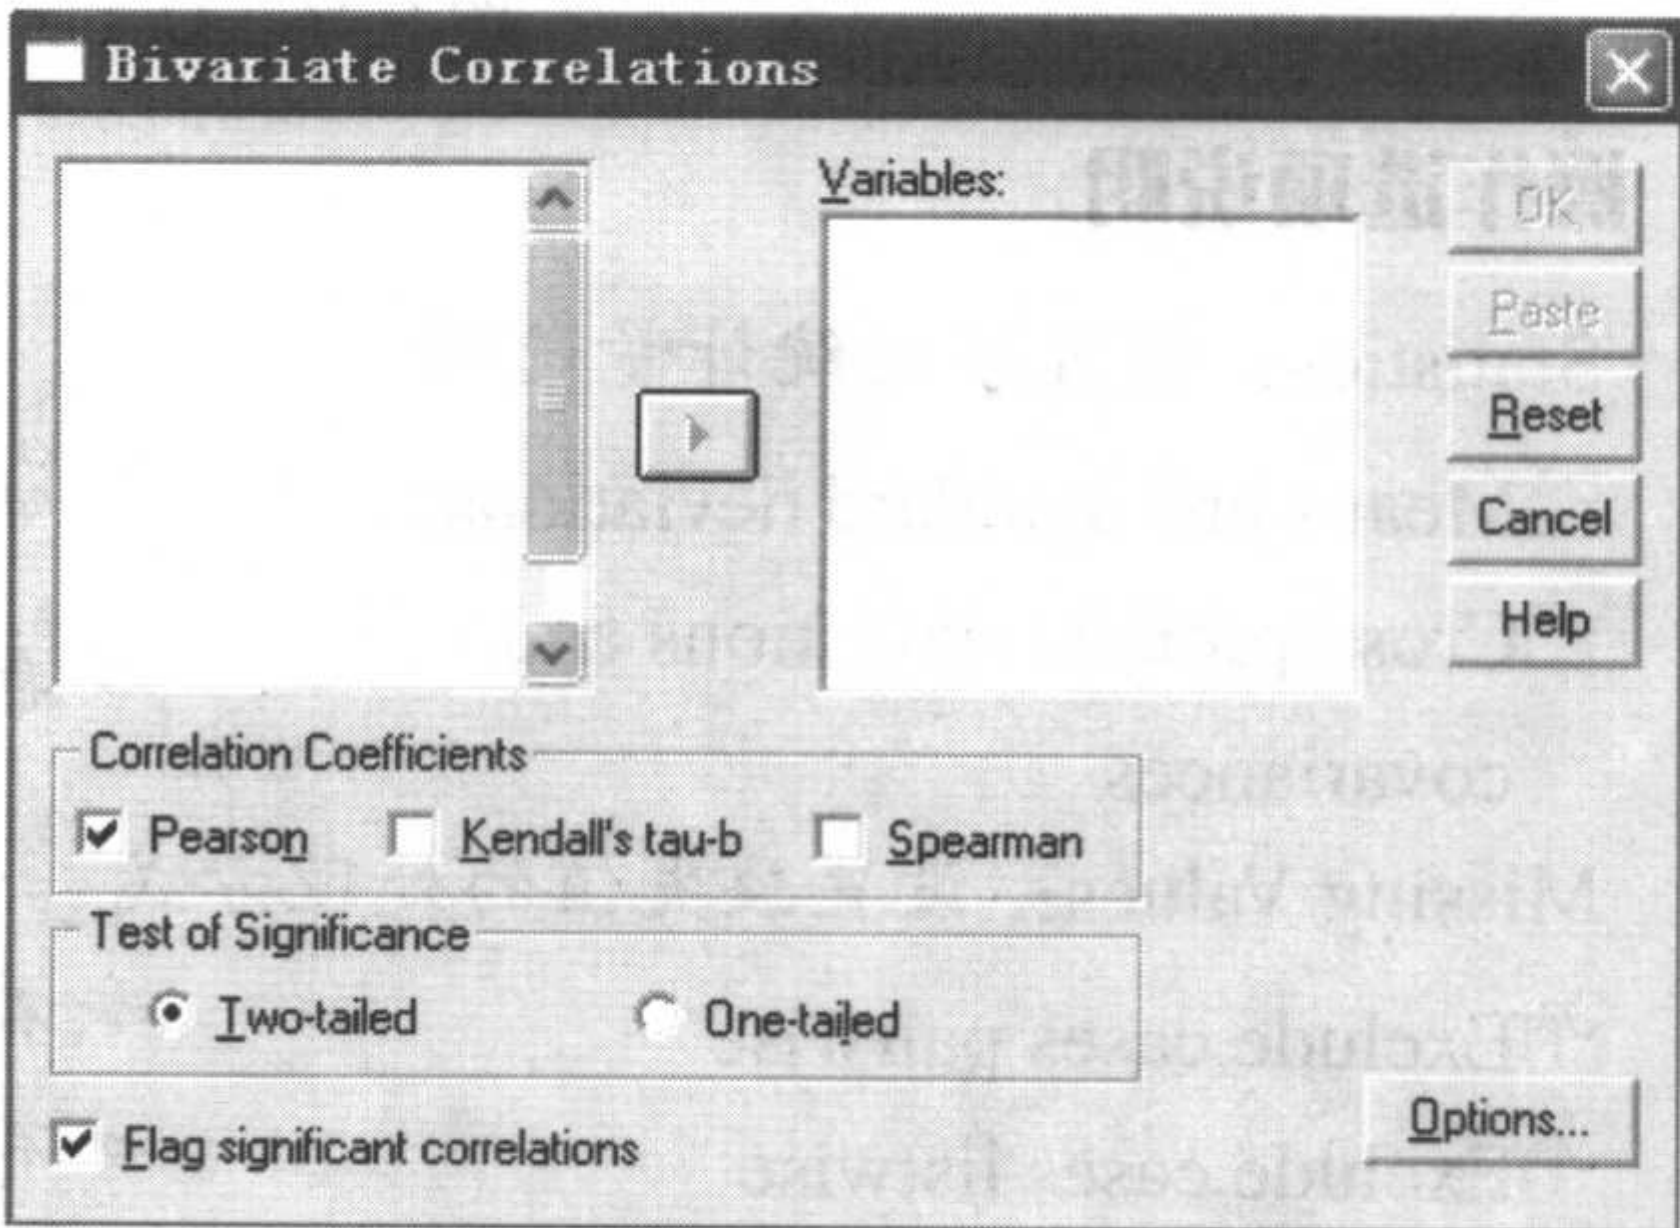 Bivariate Correlations
Variables:
OK
Paste
Reset
Cancel
Help
Correlation Coefficients
Pearson
Kendall's tau-b
Spearman
Test of Significance
Two-tailed
One-tailed
Flag significant correlations
Options...